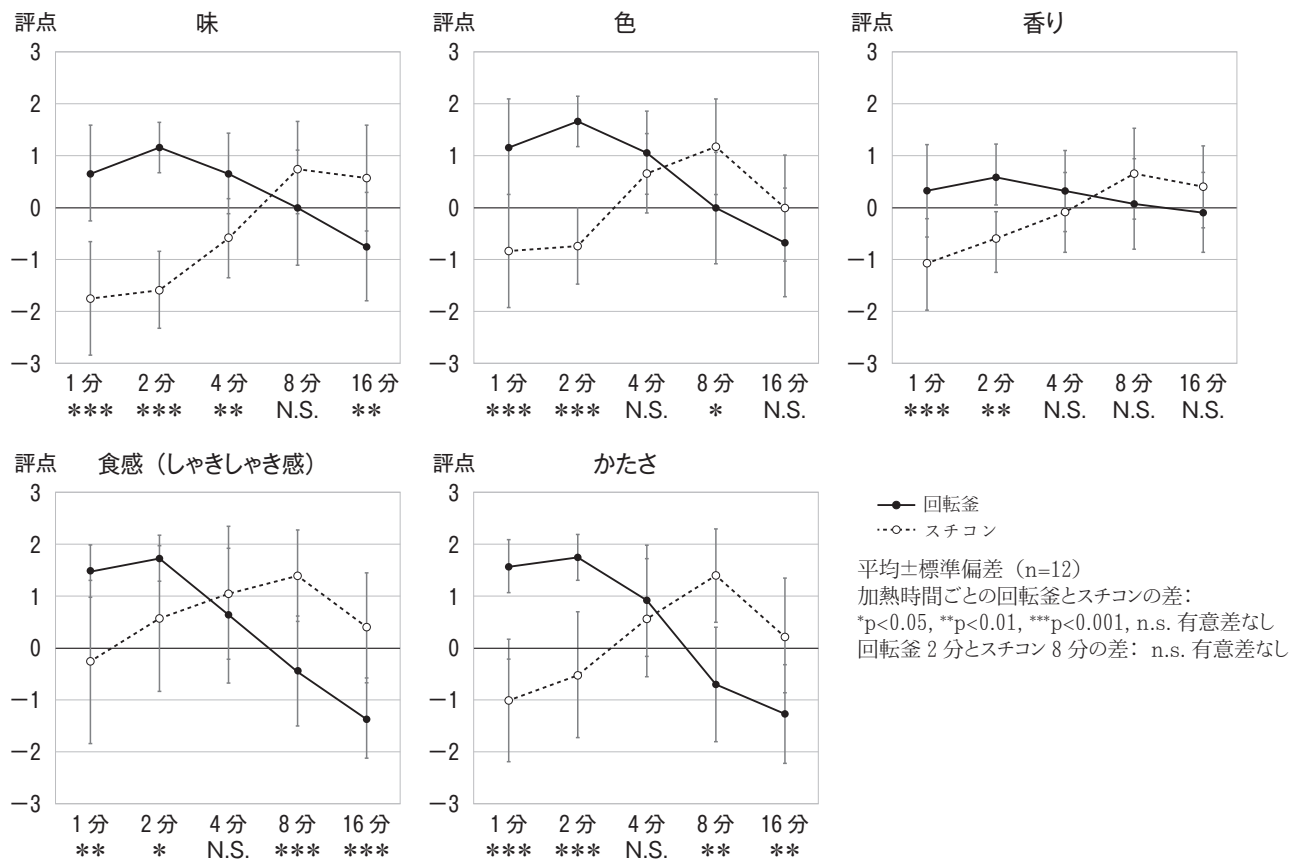 評点 味
3
2
1
0
−1
−2
−3
1分 2分 4分 8分 16分
*** *** ** N.S. **
評点 色
3
2
1
0
−1
−2
−3
1分 2分 4分 8分 16分
*** *** N.S. * N.S.
評点 香り
3
2
1
0
−1
−2
−3
1分 2分 4分 8分 16分
*** ** N.S. N.S. N.S.
評点 食感（しゃきしゃき感）
3
2
1
0
−1
−2
−3
1分 2分 4分 8分 16分
** * N.S. *** ***
評点 かたさ
3
2
1
0
−1
−2
−3
1分 2分 4分 8分 16分
*** *** N.S. ** **
回転釜
スチコン
平均±標準偏差（n=12）
加熱時間ごとの回転釜とスチコンの差：
*p<0.05, **p<0.01, ***p<0.001, n.s. 有意差なし
回転釜 2 分とスチコン 8 分の差： n.s. 有意差なし